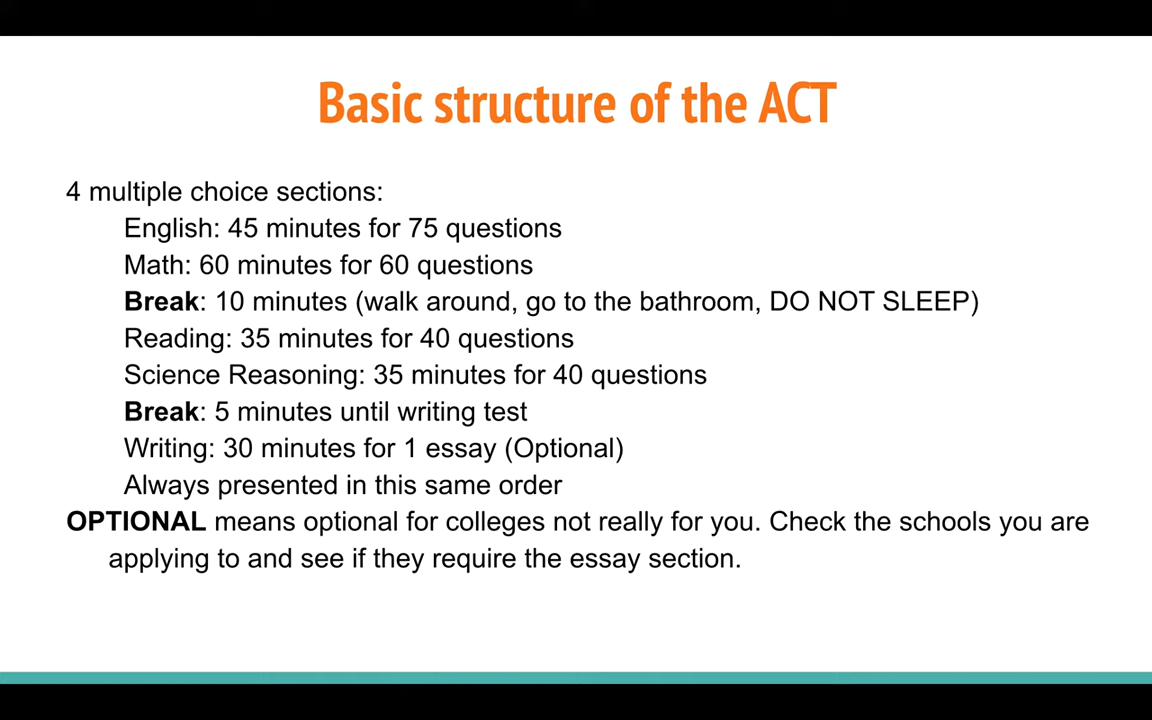 Basic structure of the ACT
4 multiple choice sections:
English: 45 minutes for 75 questions
Math: 60 minutes for 60 questions
Break: 10 minutes (walk around, go to the bathroom, DO NOT SLEEP)
Reading: 35 minutes for 40 questions
Science Reasoning: 35 minutes for 40 questions
Break: 5 minutes until writing test
Writing: 30 minutes for 1 essay (Optional)
Always presented in this same order
OPTIONAL means optional for colleges not really for you. Check the schools you are
applying to and see if they require the essay section.